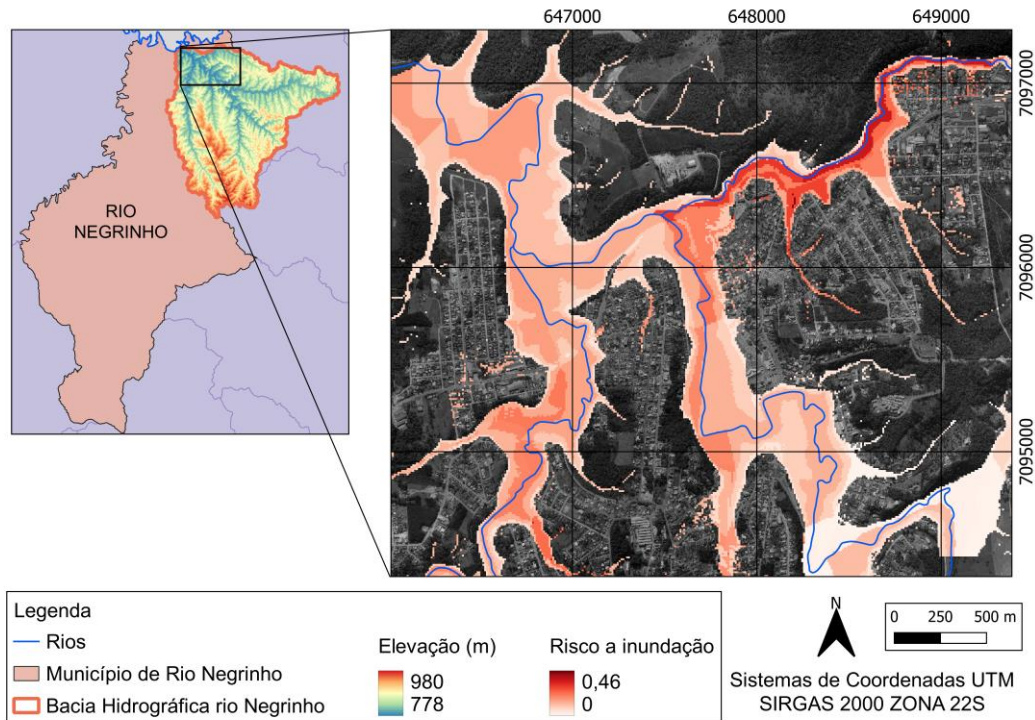 647000
648000
649000
RIO
NEGRINHO
7097000
7096000
7095000
Legenda
Rios
Município de Rio Negrinho
Bacia Hidrográfica rio Negrinho
Elevação (m)
980
778
Risco a inundação
0,46
0
N
0 250 500 m
Sistemas de Coordenadas UTM
SIRGAS 2000 ZONA 22S